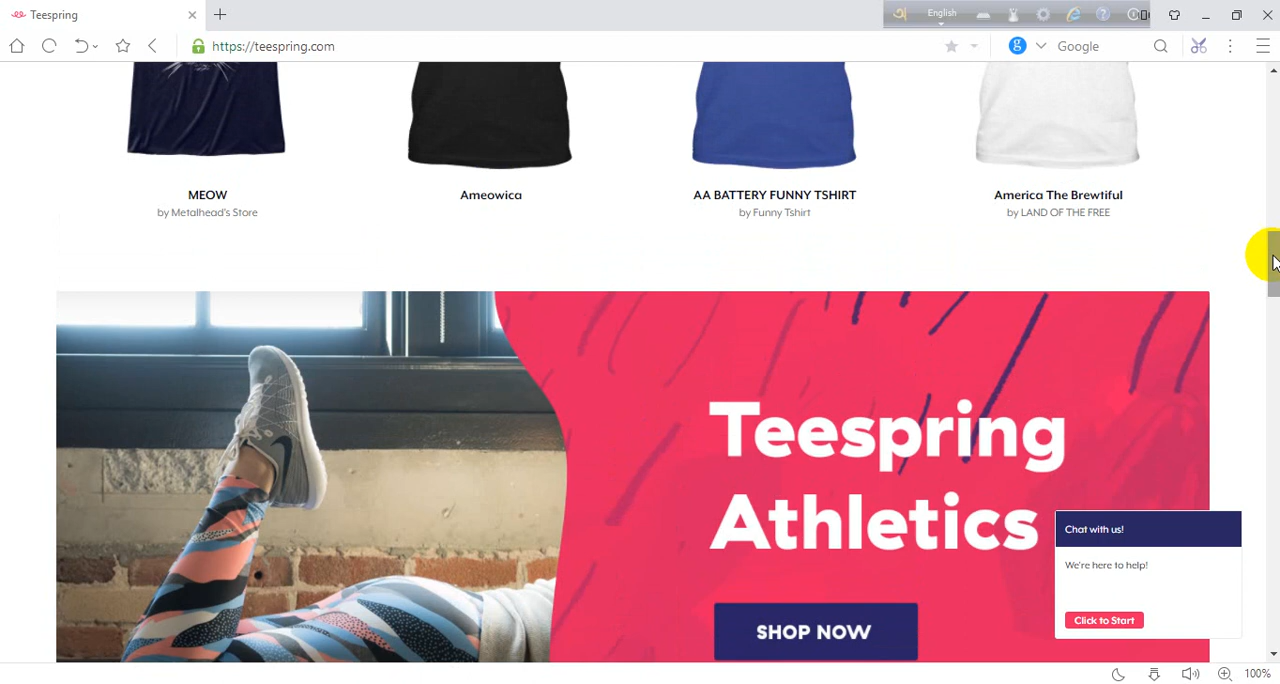 Teespring
English
https://teespring.com
Google
MEOW
by Metalhead's Store
Ameowica
AA BATTERY FUNNY TSHIRT
by Funny Tshirt
America The Brewtiful
by LAND OF THE FREE
Teespring
Athletics
SHOP NOW
Chat with us!
We're here to help!
Click to Start
100%